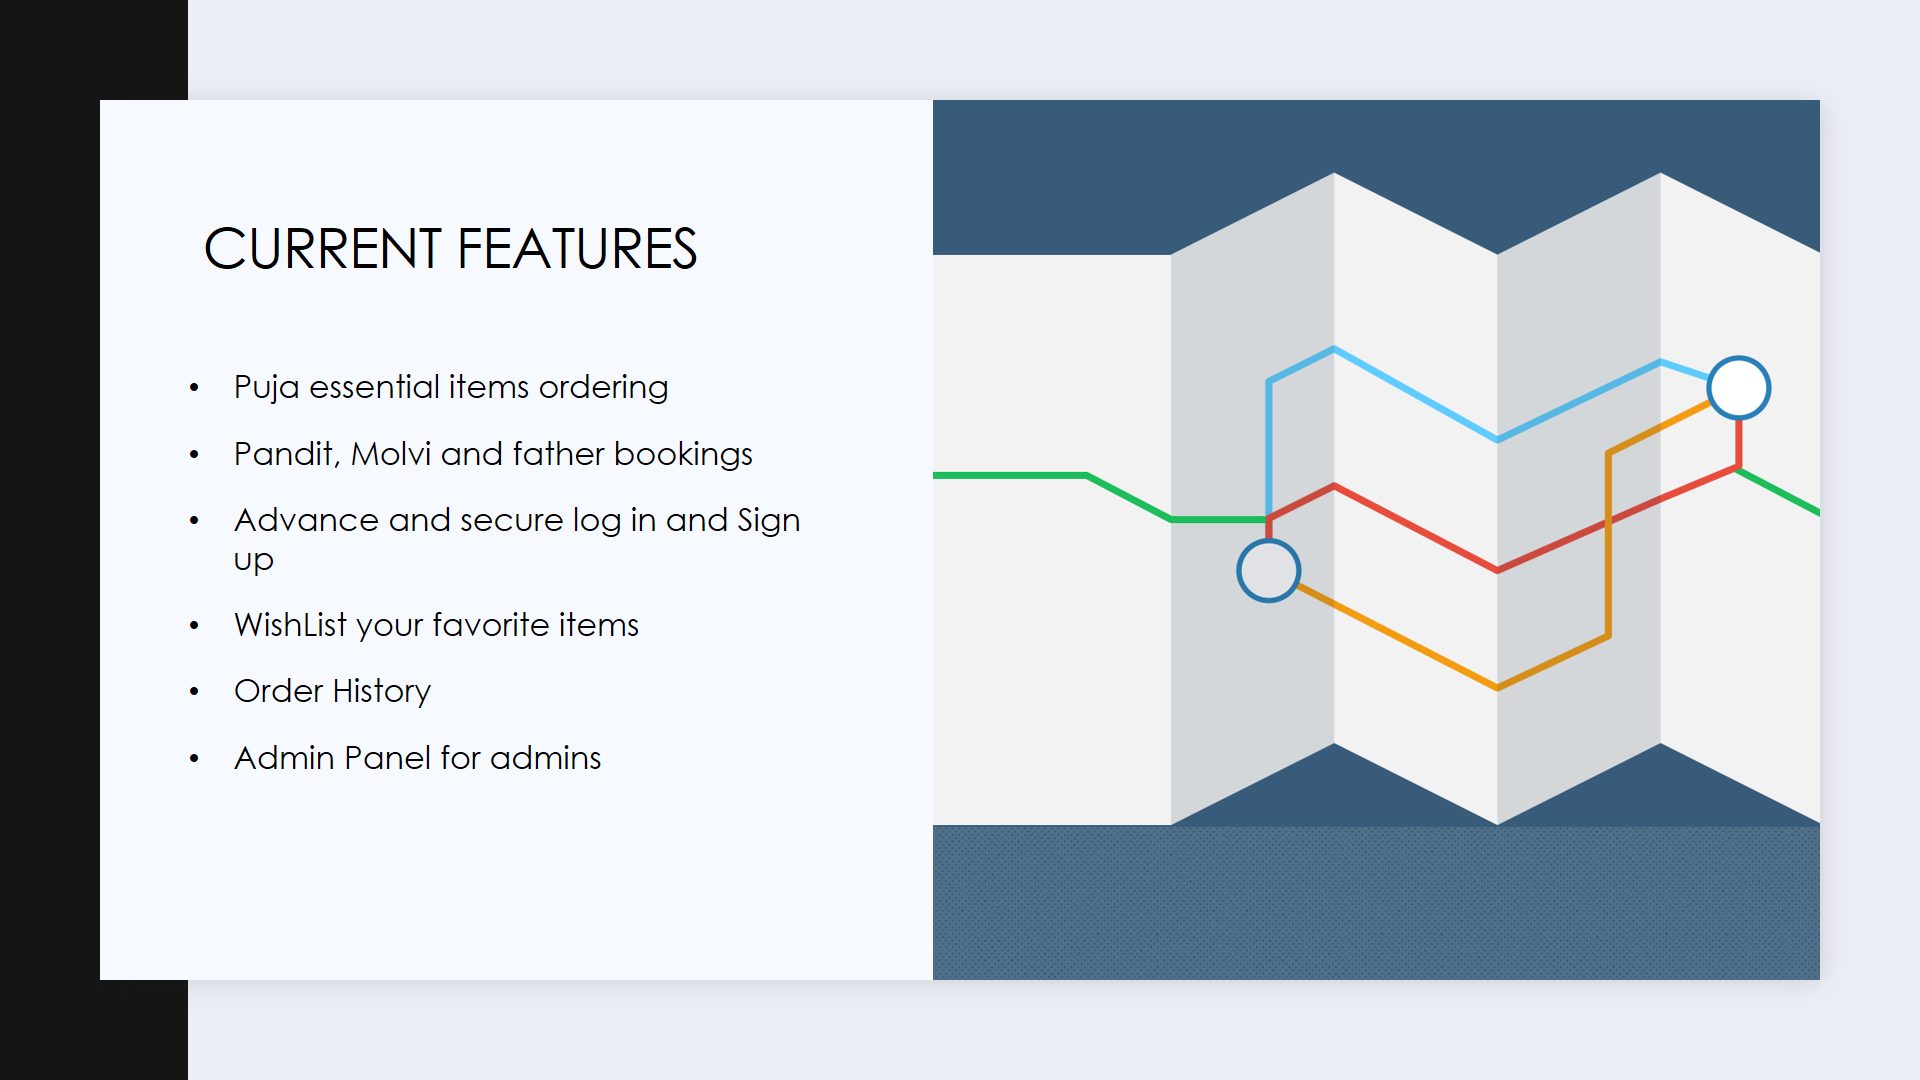 CURRENT FEATURES
• Puja essential items ordering
• Pandit, Molvi and father bookings
• Advance and secure log in and Sign
up
• WishList your favorite items
• Order History
• Admin Panel for admins